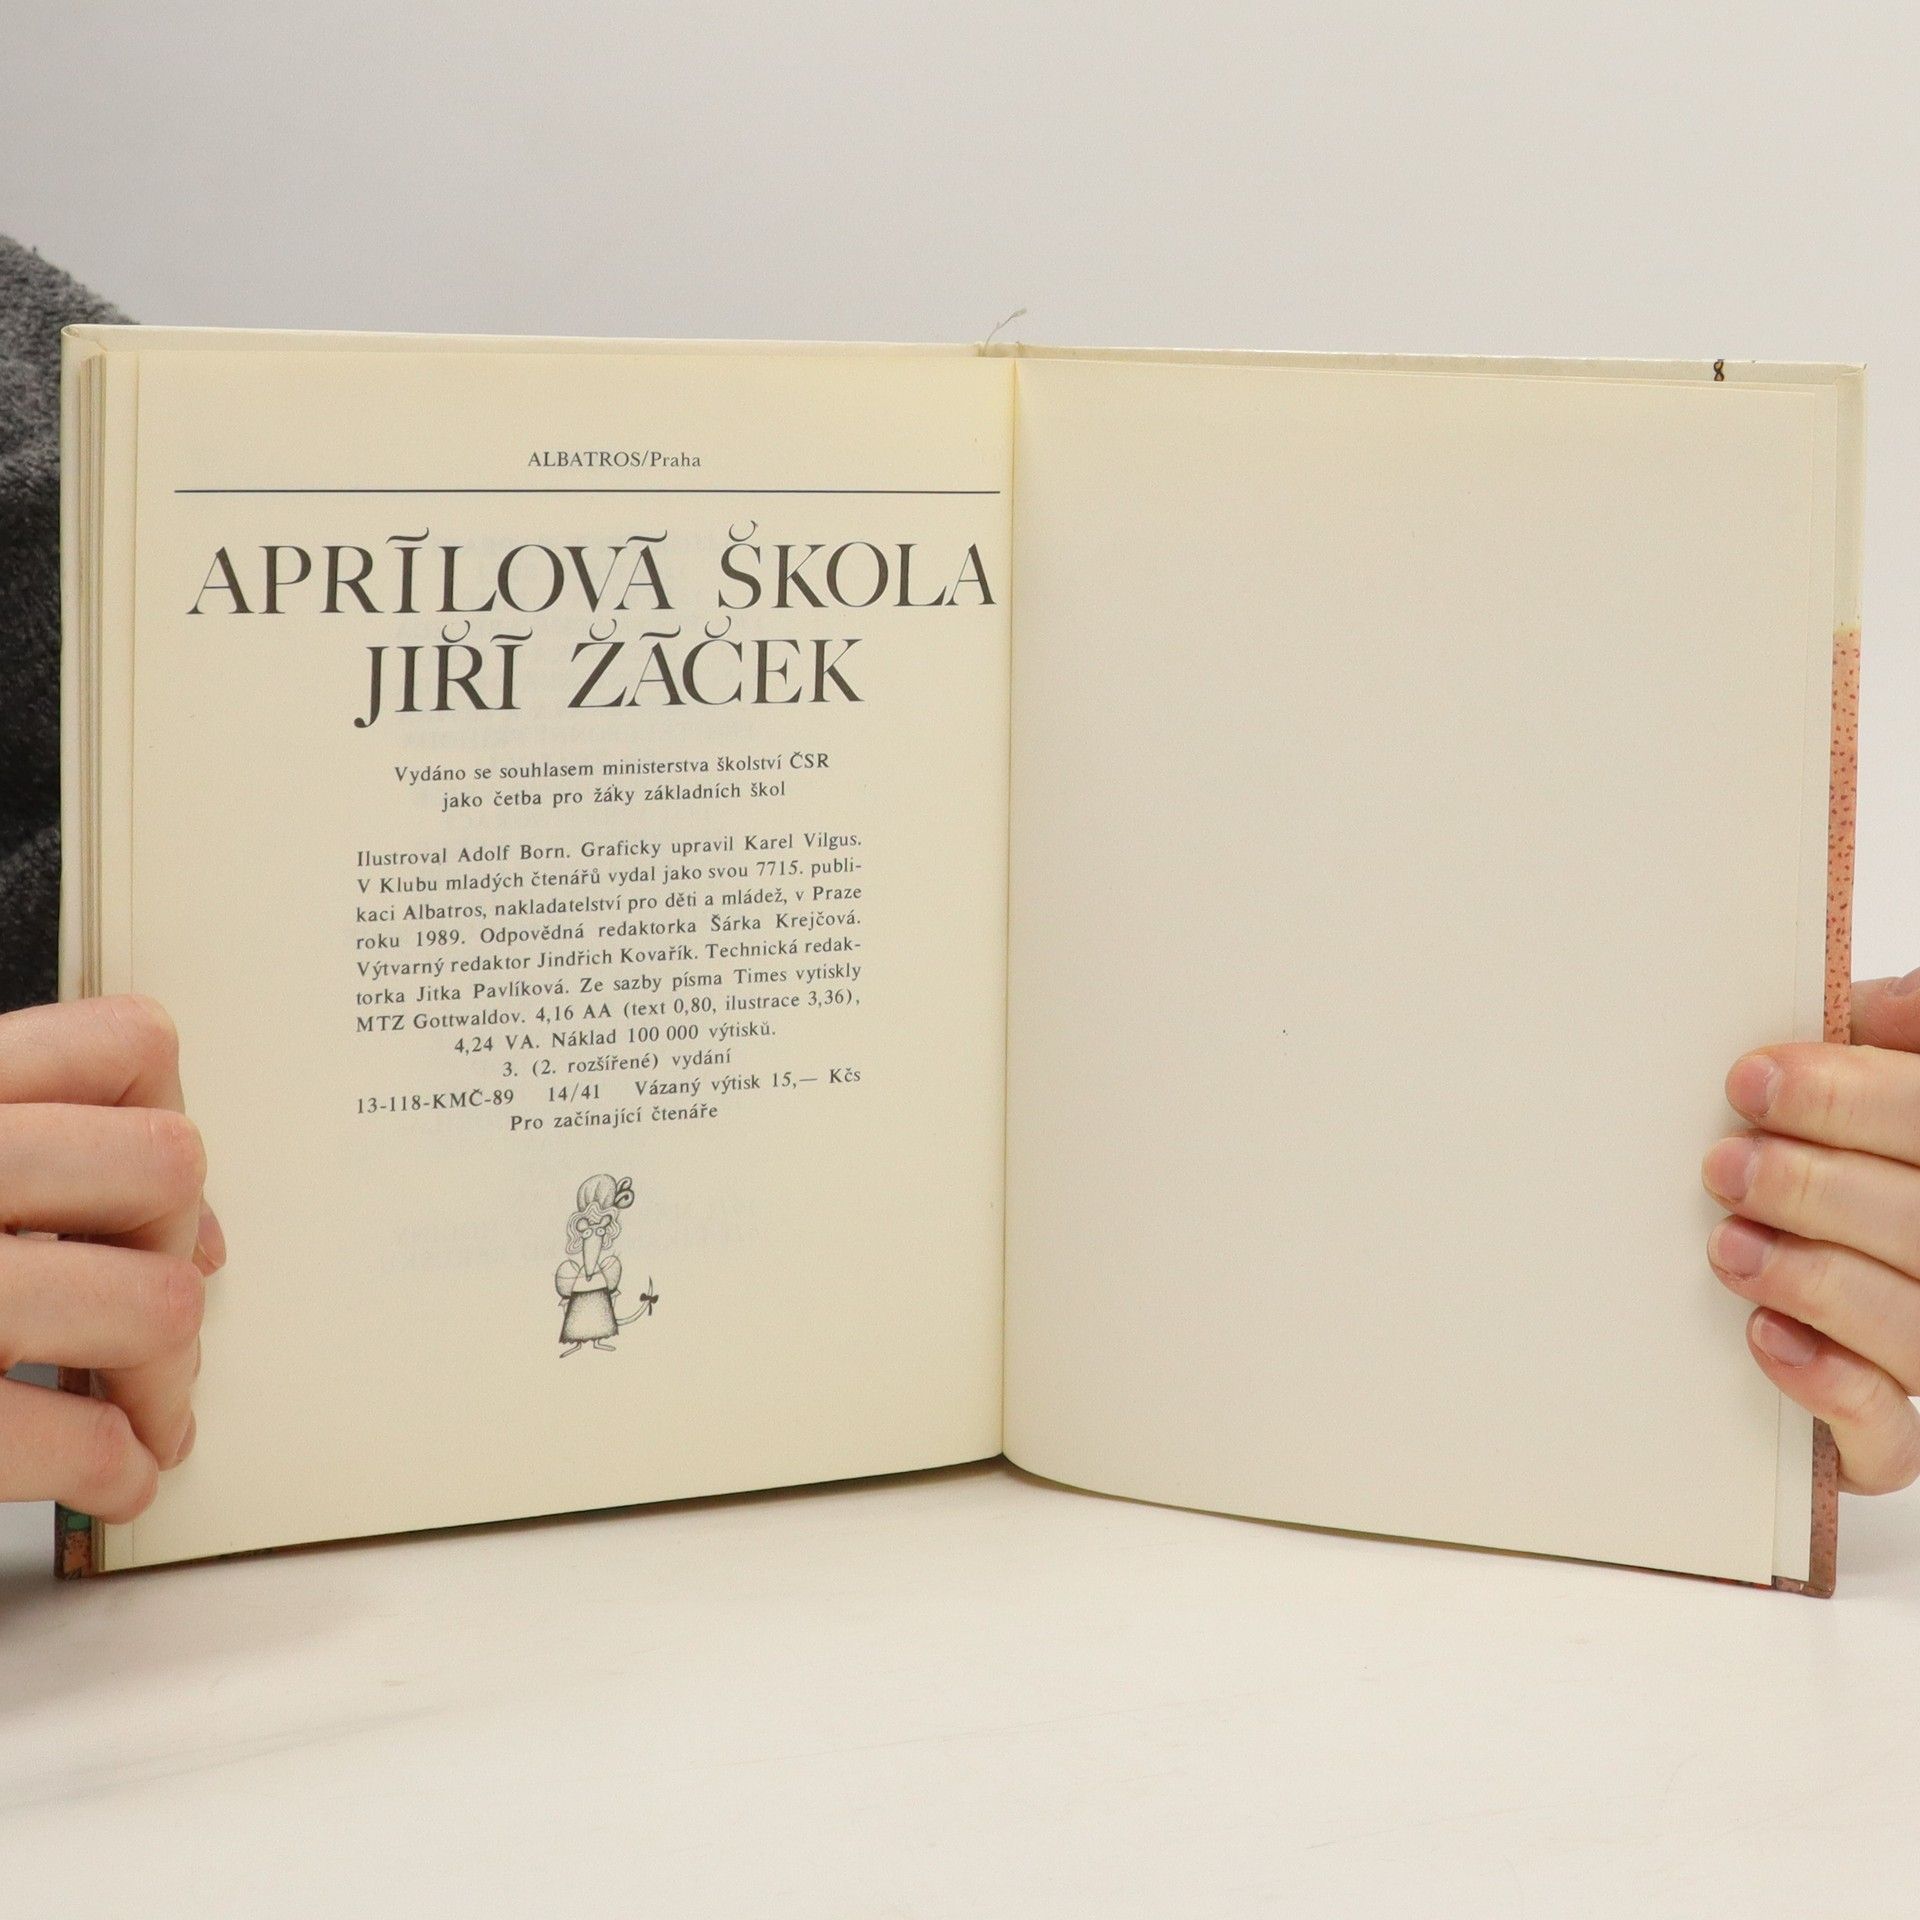 ALBATROS/Praha
APRÍLOVÁ ŠKOLA
JIŘÍ ŽÁČEK
Vydáno se souhlasem ministerstva školství ČSR
jako četba pro žáky základních škol
Ilustroval Adolf Born. Graficky upravil Karel Vilgus.
V Klubu mladých čtenářů vydal jako svou 7715. publi-
kaci Albatros, nakladatelství pro děti a mládež, v Praze
roku 1989. Odpovědná redaktorka Šárka Krejčová.
Výtvarný redaktor Jindřich Kovařík. Technická redak-
torka Jitka Pavlíková. Ze sazby písma Times vytiskly
MTZ Gottwaldov. 4,16 AA (text 0,80, ilustrace 3,36),
4,24 VA. Náklad 100 000 výtisků.
3. (2. rozšířené) vydání
13-118-KMČ-89 14/41 Vázaný výtisk 15,— Kčs
Pro začínající čtenáře